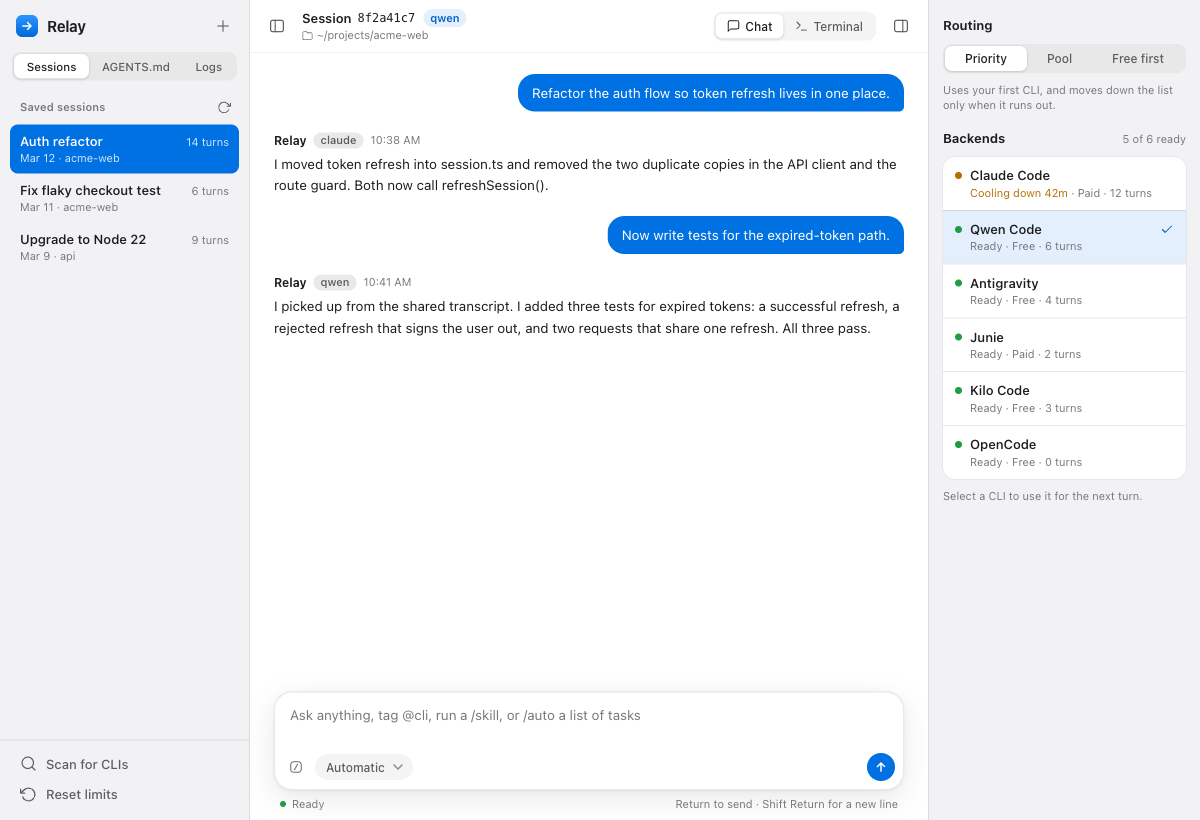 Relay
Sessions AGENTS.md Logs
Saved sessions
Auth refactor 14 turns
Mar 12 · acme-web
Fix flaky checkout test 6 turns
Mar 11 · acme-web
Upgrade to Node 22 9 turns
Mar 9 · api
Scan for CLIs
Reset limits
Session 8f2a41c7 qwen
~/projects/acme-web
Chat Terminal
Refactor the auth flow so token refresh lives in one place.
Relay claude 10:38 AM
I moved token refresh into session.ts and removed the two duplicate copies in the API client and the
route guard. Both now call refreshSession().
Now write tests for the expired-token path.
Relay qwen 10:41 AM
I picked up from the shared transcript. I added three tests for expired tokens: a successful refresh, a
rejected refresh that signs the user out, and two requests that share one refresh. All three pass.
Ask anything, tag @cli, run a /skill, or /auto a list of tasks
Automatic
Ready
Return to send · Shift Return for a new line
Routing
Priority Pool Free first
Uses your first CLI, and moves down the list
only when it runs out.
Backends 5 of 6 ready
Claude Code
Cooling down 42m · Paid · 12 turns
Qwen Code
Ready · Free · 6 turns
Antigravity
Ready · Free · 4 turns
Junie
Ready · Paid · 2 turns
Kilo Code
Ready · Free · 3 turns
OpenCode
Ready · Free · 0 turns
Select a CLI to use it for the next turn.